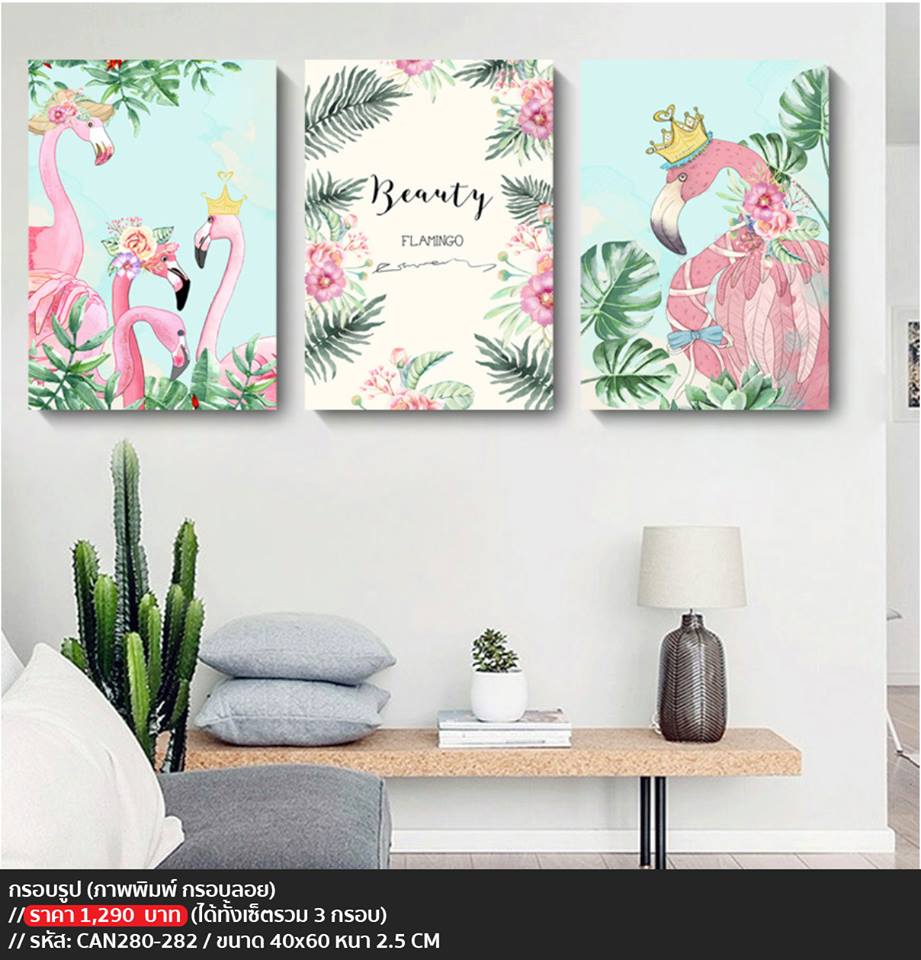 Beauty
FLAMINGO
กรอบรูป (ภาพพิมพ์ กรอบลอย)
// ราคา 1,290 บาท (ได้ทั้งเซ็ตรวม 3 กรอบ)
// รหัส: CAN280-282 / ขนาด 40x60 หนา 2.5 CM